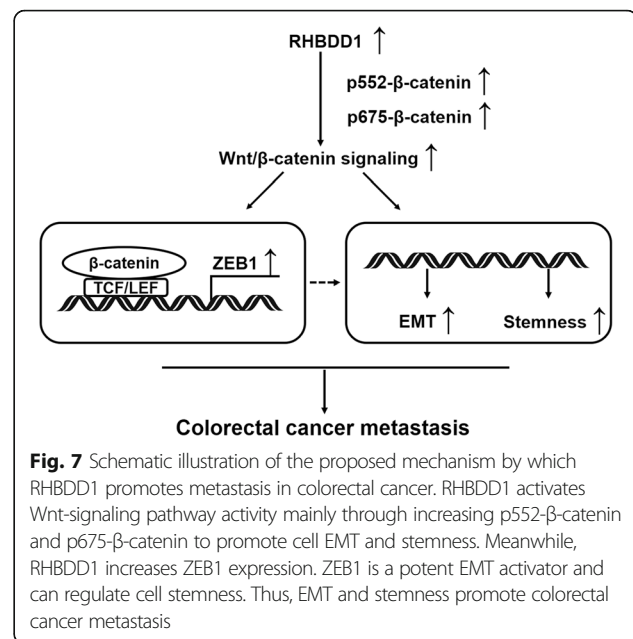 RHBDD1 ↑
p552-β-catenin ↑
p675-β-catenin ↑
Wnt/β-catenin signaling ↑
β-catenin
TCF/LEF
ZEB1 ↑
EMT ↑
Stemness ↑
Colorectal cancer metastasis
Fig. 7 Schematic illustration of the proposed mechanism by which
RHBDD1 promotes metastasis in colorectal cancer. RHBDD1 activates
Wnt-signaling pathway activity mainly through increasing p552-β-catenin
and p675-β-catenin to promote cell EMT and stemness. Meanwhile,
RHBDD1 increases ZEB1 expression. ZEB1 is a potent EMT activator and
can regulate cell stemness. Thus, EMT and stemness promote colorectal
cancer metastasis